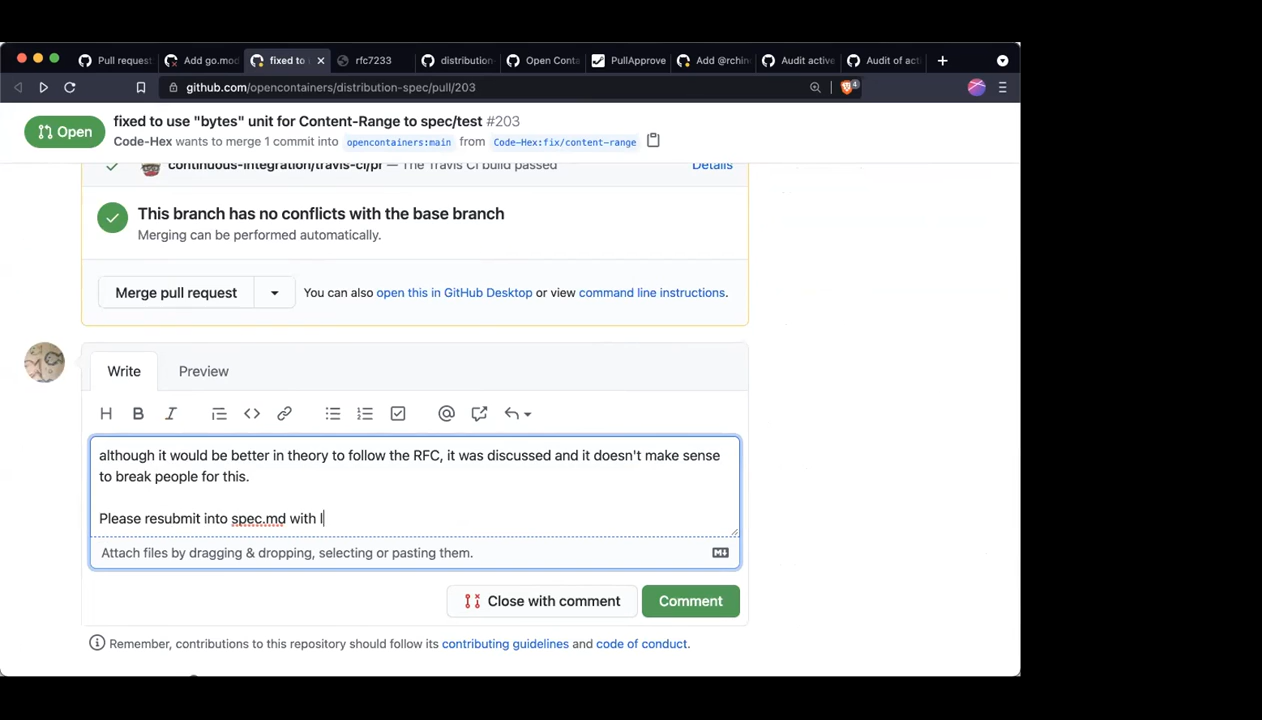 Pull request
Add go.mod
fixed to
rfc7233
distribution-
Open Conta
PullApprove
Add @rchin
Audit active
Audit of acti
github.com/opencontainers/distribution-spec/pull/203
4
Open
fixed to use "bytes" unit for Content-Range to spec/test #203
Code-Hex wants to merge 1 commit into opencontainers:main from Code-Hex:fix/content-range
continuous-integration/travis-ci/pr — The Travis CI build passed Details
This branch has no conflicts with the base branch
Merging can be performed automatically.
Merge pull request
You can also open this in GitHub Desktop or view command line instructions.
Write Preview
although it would be better in theory to follow the RFC, it was discussed and it doesn't make sense
to break people for this.
Please resubmit into spec.md with l
Attach files by dragging & dropping, selecting or pasting them.
Close with comment
Comment
Remember, contributions to this repository should follow its contributing guidelines and code of conduct.